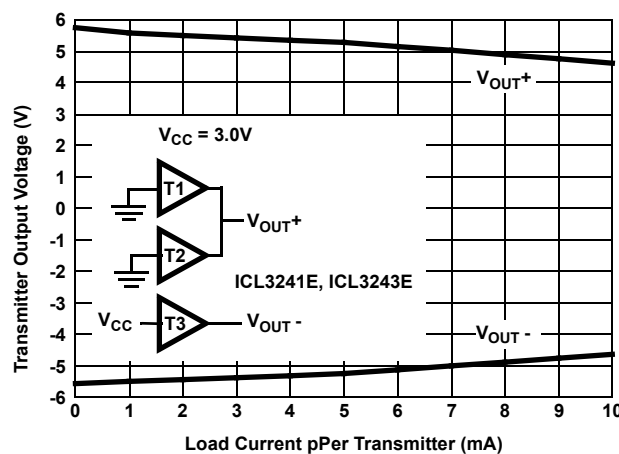 6
5
4
3
2
1
0
-1
-2
-3
-4
-5
-6
Transmitter Output Voltage (V)
VOUT+
VCC = 3.0V
T1
VOUT+
T2
ICL3241E, ICL3243E
VCC
T3
VOUT -
VOUT -
0 1 2 3 4 5 6 7 8 9 10
Load Current pPer Transmitter (mA)